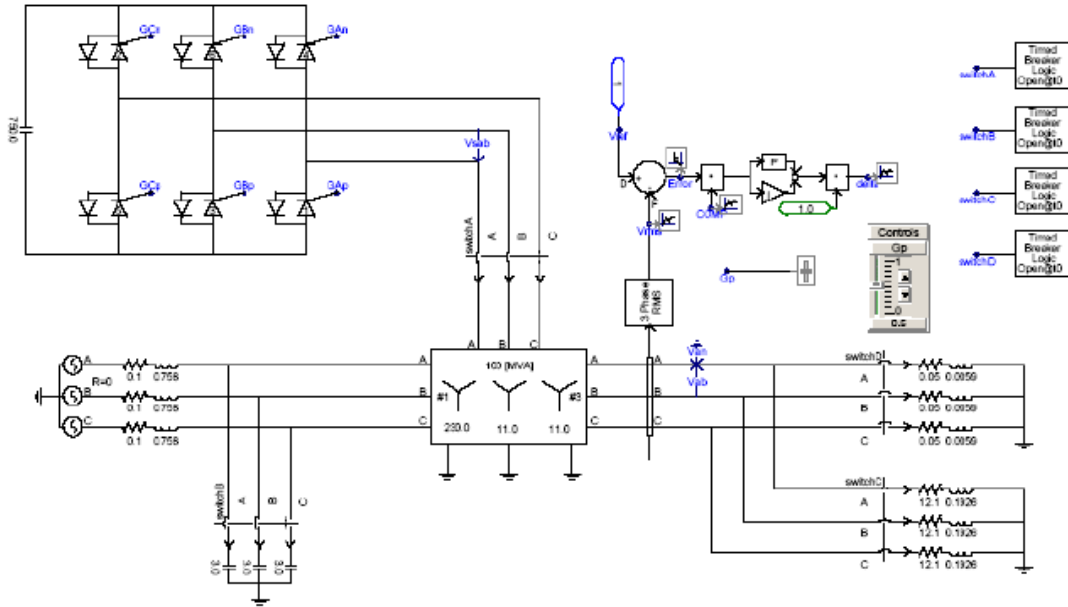 GCn
GBn
GAn
750.0
GCp
GBp
GAp
Vsab
1
Vref
D
+
-
F
Error
P
I
1.0
Vrms
3 Phase
RMS
Gp
Controls
Gp
1
0
0.5
switchA
Timed
Breaker
Logic
Open@t0
switchB
Timed
Breaker
Logic
Open@t0
switchC
Timed
Breaker
Logic
Open@t0
switchD
Timed
Breaker
Logic
Open@t0
switchA
A
B
C
A
B
C
R=0
A
B
C
0.1
0.758
0.1
0.758
0.1
0.758
A
B
C
100 [MVA]
#1
#3
230.0
11.0
11.0
A
B
C
A
B
C
Van
Vab
switchD
A
B
C
0.05
0.0059
0.05
0.0059
0.05
0.0059
switchC
A
B
C
12.1
0.1926
12.1
0.1926
12.1
0.1926
switchB
A
B
C
3.0
3.0
3.0